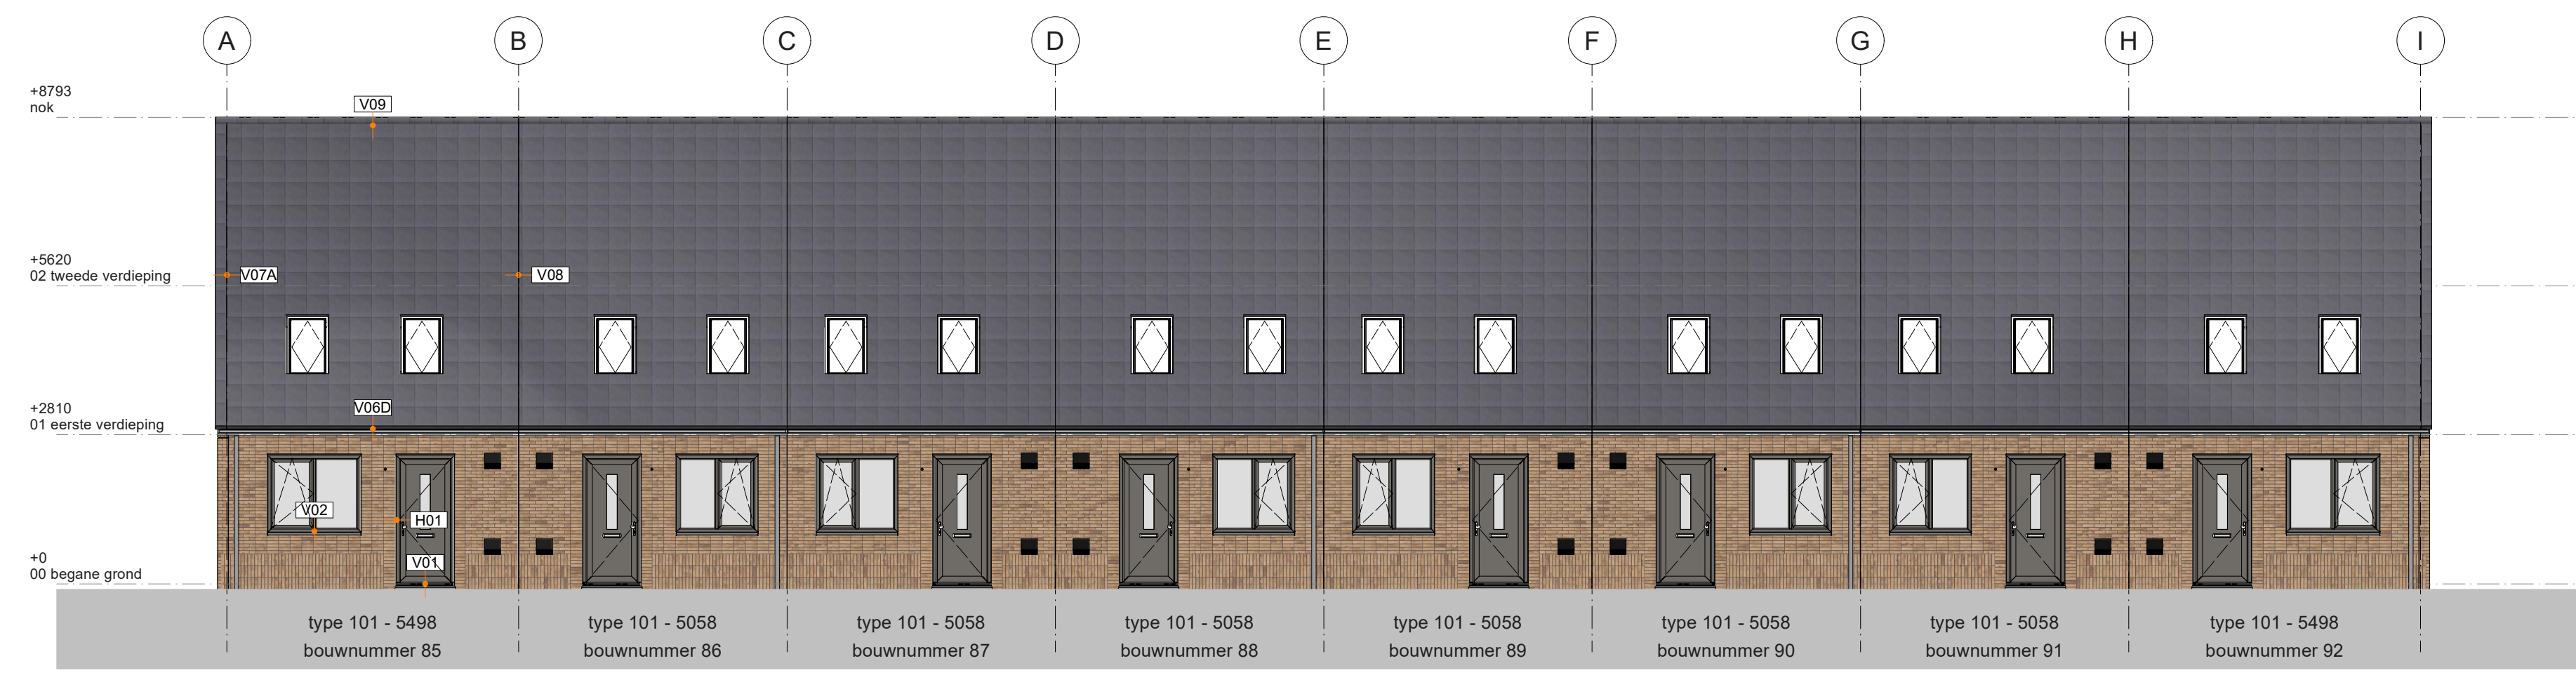 A B C D E F G H I
+8793
nok
V09
+5620
02 tweede verdieping
V07A V08
+2810
01 eerste verdieping
V06D
V02
H01
V01
+0
00 begane grond
type 101 - 5498 type 101 - 5058 type 101 - 5058 type 101 - 5058 type 101 - 5058 type 101 - 5058 type 101 - 5058 type 101 - 5498
bouwnummer 85 bouwnummer 86 bouwnummer 87 bouwnummer 88 bouwnummer 89 bouwnummer 90 bouwnummer 91 bouwnummer 92